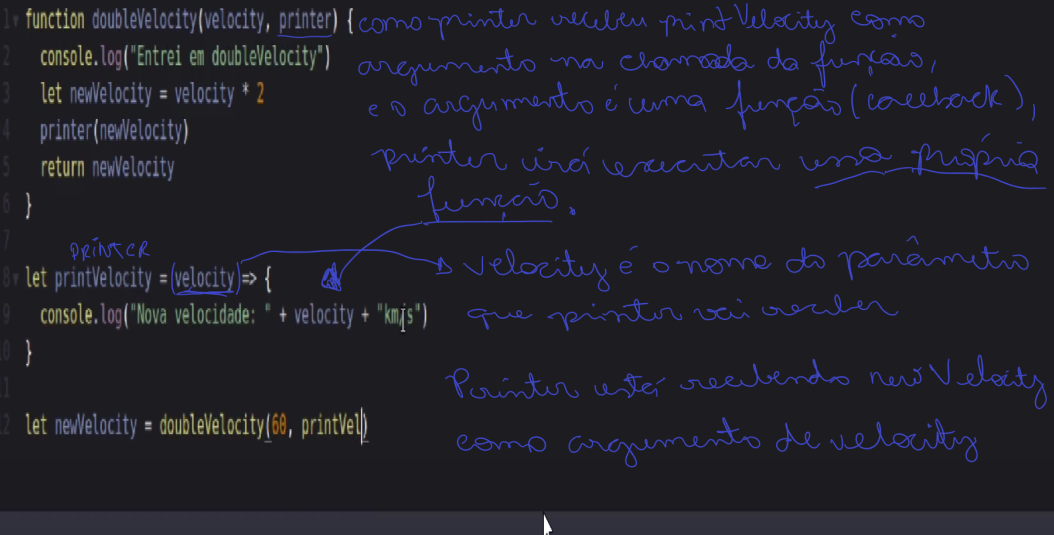 1 function doubleVelocity(velocity, printer) { como printer recebeu printVelocity como
2 console.log("Entrei em doubleVelocity") argumento na chamada da função,
3 let newVelocity = velocity * 2 e o argumento é uma função (callback),
4 printer(newVelocity)
printer irá executar essa própria
5 return newVelocity
função.
6 }
7
PRINTER
velocity é o nome do parâmetro
8 let printVelocity = (velocity) => {
9 console.log("Nova velocidade: " + velocity + "km/s") que printer vai receber
10 }
Printer está recebendo newVelocity
11
12 let newVelocity = doubleVelocity(60, printVel)
como argumento de velocity